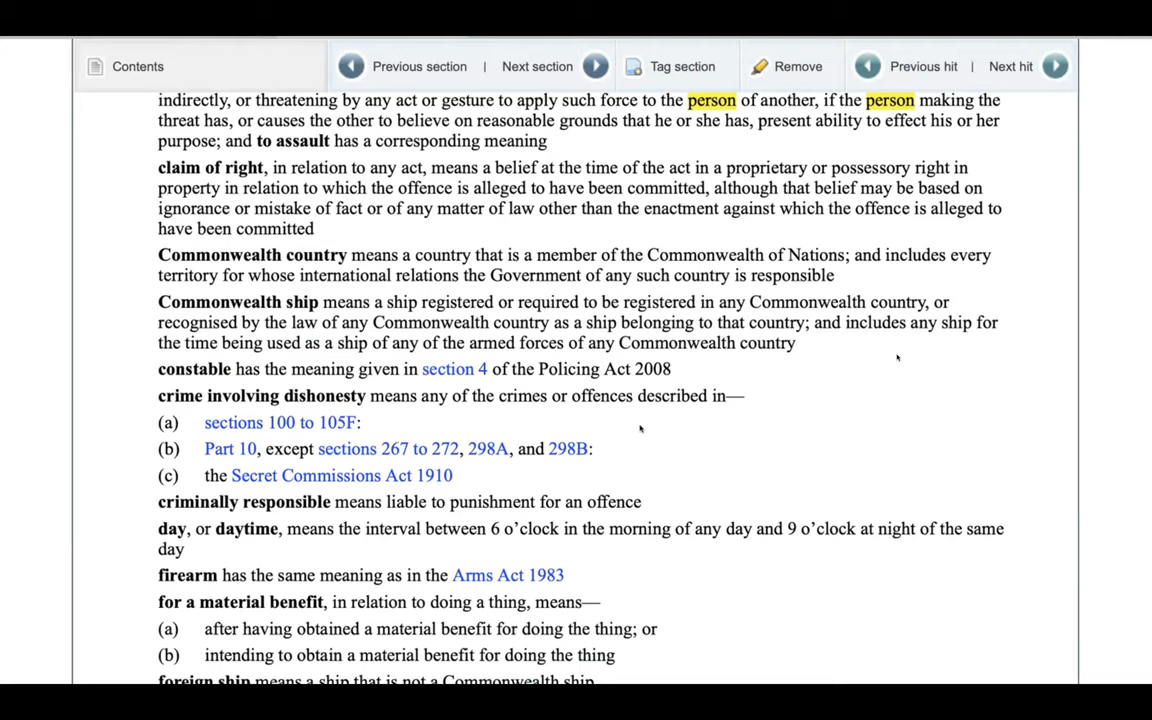 Contents
Previous section | Next section
Tag section
Remove
Previous hit | Next hit
indirectly, or threatening by any act or gesture to apply such force to the person of another, if the person making the
threat has, or causes the other to believe on reasonable grounds that he or she has, present ability to effect his or her
purpose; and to assault has a corresponding meaning
claim of right, in relation to any act, means a belief at the time of the act in a proprietary or possessory right in
property in relation to which the offence is alleged to have been committed, although that belief may be based on
ignorance or mistake of fact or of any matter of law other than the enactment against which the offence is alleged to
have been committed
Commonwealth country means a country that is a member of the Commonwealth of Nations; and includes every
territory for whose international relations the Government of any such country is responsible
Commonwealth ship means a ship registered or required to be registered in any Commonwealth country, or
recognised by the law of any Commonwealth country as a ship belonging to that country; and includes any ship for
the time being used as a ship of any of the armed forces of any Commonwealth country
constable has the meaning given in section 4 of the Policing Act 2008
crime involving dishonesty means any of the crimes or offences described in—
(a) sections 100 to 105F:
(b) Part 10, except sections 267 to 272, 298A, and 298B:
(c) the Secret Commissions Act 1910
criminally responsible means liable to punishment for an offence
day, or daytime, means the interval between 6 o’clock in the morning of any day and 9 o’clock at night of the same
day
firearm has the same meaning as in the Arms Act 1983
for a material benefit, in relation to doing a thing, means—
(a) after having obtained a material benefit for doing the thing; or
(b) intending to obtain a material benefit for doing the thing
foreign ship means a ship that is not a Commonwealth ship